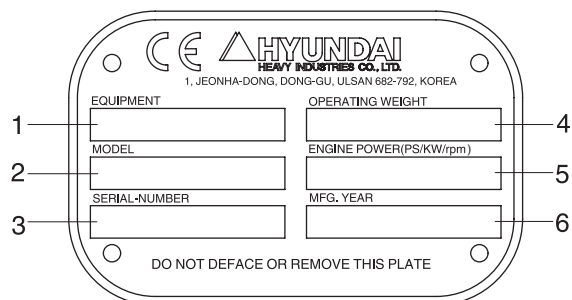 CE HYUNDAI
HEAVY INDUSTRIES CO., LTD.
1, JEONHA-DONG, DONG-GU, ULSAN 682-792, KOREA
EQUIPMENT OPERATING WEIGHT
1 4
MODEL ENGINE POWER(PS/KW/rpm)
2 5
SERIAL-NUMBER MFG. YEAR
3 6
DO NOT DEFACE OR REMOVE THIS PLATE